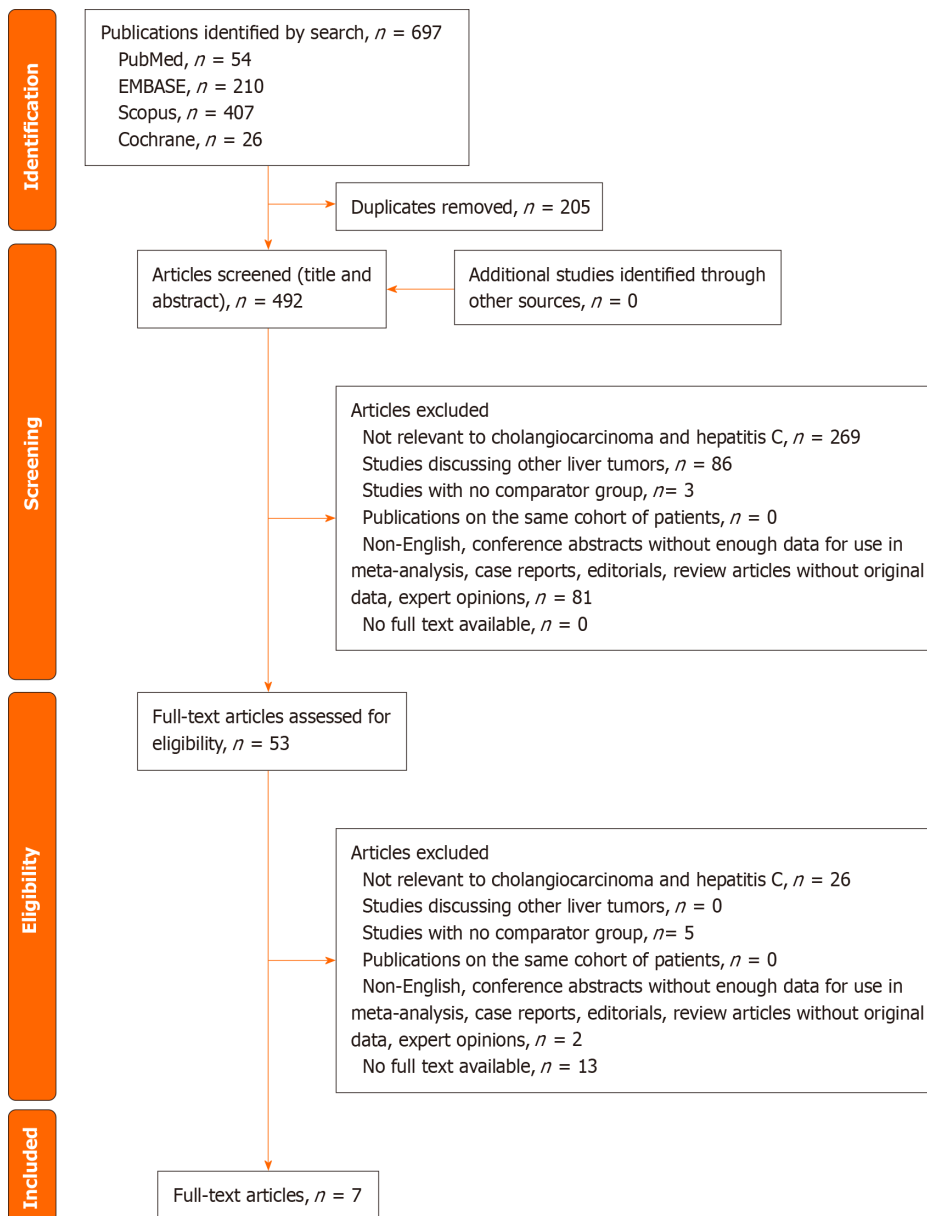 Identification
Publications identified by search, n = 697
PubMed, n = 54
EMBASE, n = 210
Scopus, n = 407
Cochrane, n = 26
Duplicates removed, n = 205
Screening
Articles screened (title and
abstract), n = 492
Additional studies identified through
other sources, n = 0
Articles excluded
Not relevant to cholangiocarcinoma and hepatitis C, n = 269
Studies discussing other liver tumors, n = 86
Studies with no comparator group, n= 3
Publications on the same cohort of patients, n = 0
Non-English, conference abstracts without enough data for use in
meta-analysis, case reports, editorials, review articles without original
data, expert opinions, n = 81
No full text available, n = 0
Eligibility
Full-text articles assessed for
eligibility, n = 53
Articles excluded
Not relevant to cholangiocarcinoma and hepatitis C, n = 26
Studies discussing other liver tumors, n = 0
Studies with no comparator group, n= 5
Publications on the same cohort of patients, n = 0
Non-English, conference abstracts without enough data for use in
meta-analysis, case reports, editorials, review articles without original
data, expert opinions, n = 2
No full text available, n = 13
Included
Full-text articles, n = 7